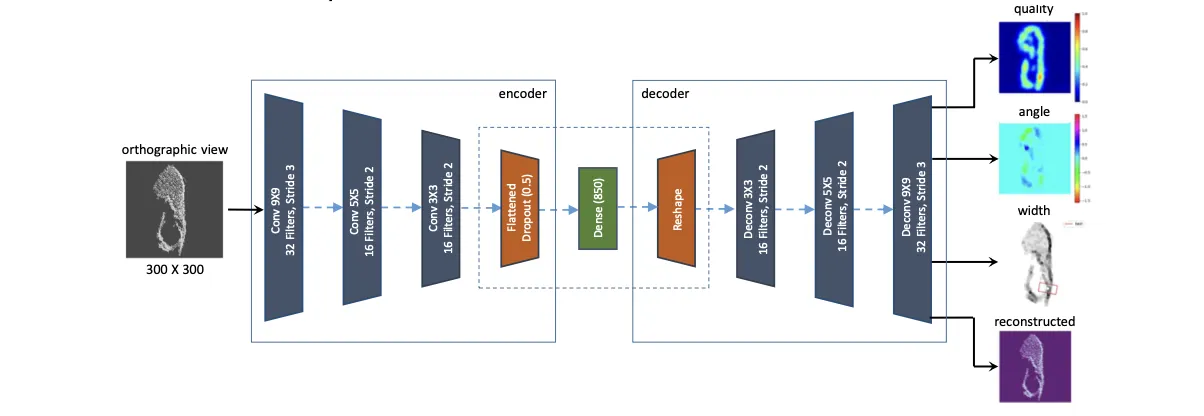 quality
encoder
decoder
angle
orthographic view
300 X 300
Conv 9X9
32 Filters, Stride 3
Conv 5X5
16 Filters, Stride 2
Conv 3X3
16 Filters, Stride 2
Flattened
Dropout (0.5)
Dense (850)
Reshape
Deconv 3X3
16 Filters, Stride 2
Deconv 5X5
16 Filters, Stride 2
Deconv 9X9
32 Filters, Stride 3
width
reconstructed